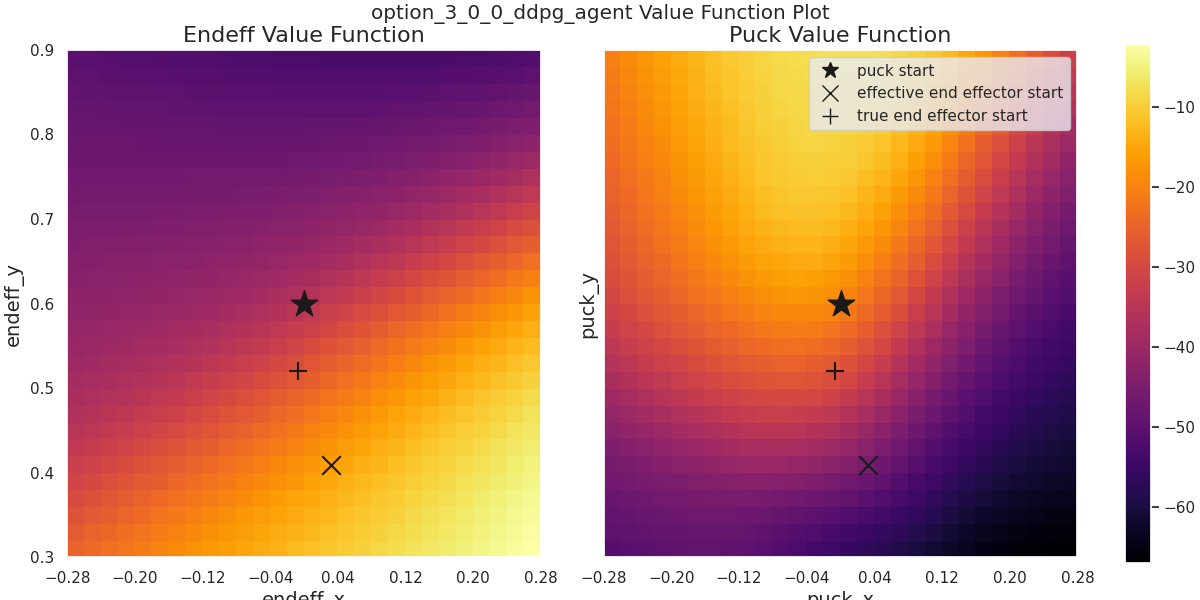 option_3_0_0_ddpg_agent Value Function Plot
Endeff Value Function
Puck Value Function
puck start
effective end effector start
true end effector start
endeff_y
0.9
0.8
0.7
0.6
0.5
0.4
0.3
−0.28 −0.20 −0.12 −0.04 0.04 0.12 0.20 0.28
endeff_x
puck_y
−0.28 −0.20 −0.12 −0.04 0.04 0.12 0.20 0.28
puck_x
−10
−20
−30
−40
−50
−60